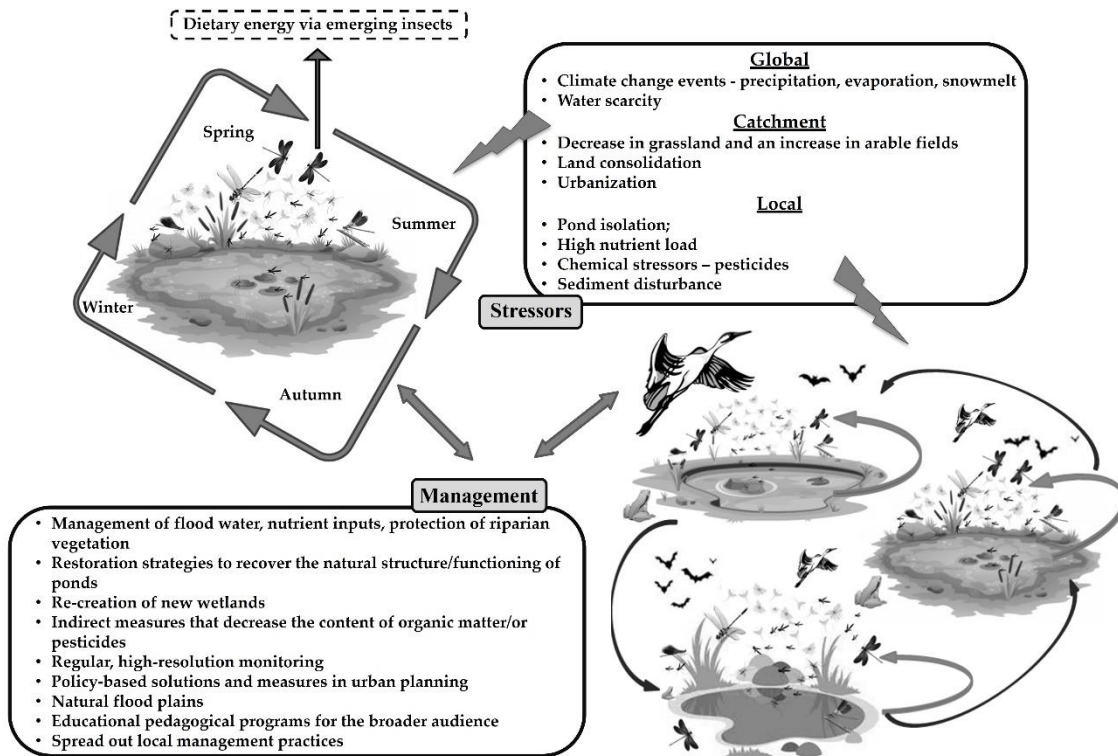 Dietary energy via emerging insects
Spring
Summer
Winter
Autumn
Global
• Climate change events - precipitation, evaporation, snowmelt
• Water scarcity
Catchment
• Decrease in grassland and an increase in arable fields
• Land consolidation
• Urbanization
Local
• Pond isolation;
• High nutrient load
• Chemical stressors – pesticides
• Sediment disturbance
Stressors
Management
• Management of flood water, nutrient inputs, protection of riparian
vegetation
• Restoration strategies to recover the natural structure/functioning of
ponds
• Re-creation of new wetlands
• Indirect measures that decrease the content of organic matter/or
pesticides
• Regular, high-resolution monitoring
• Policy-based solutions and measures in urban planning
• Natural flood plains
• Educational pedagogical programs for the broader audience
• Spread out local management practices